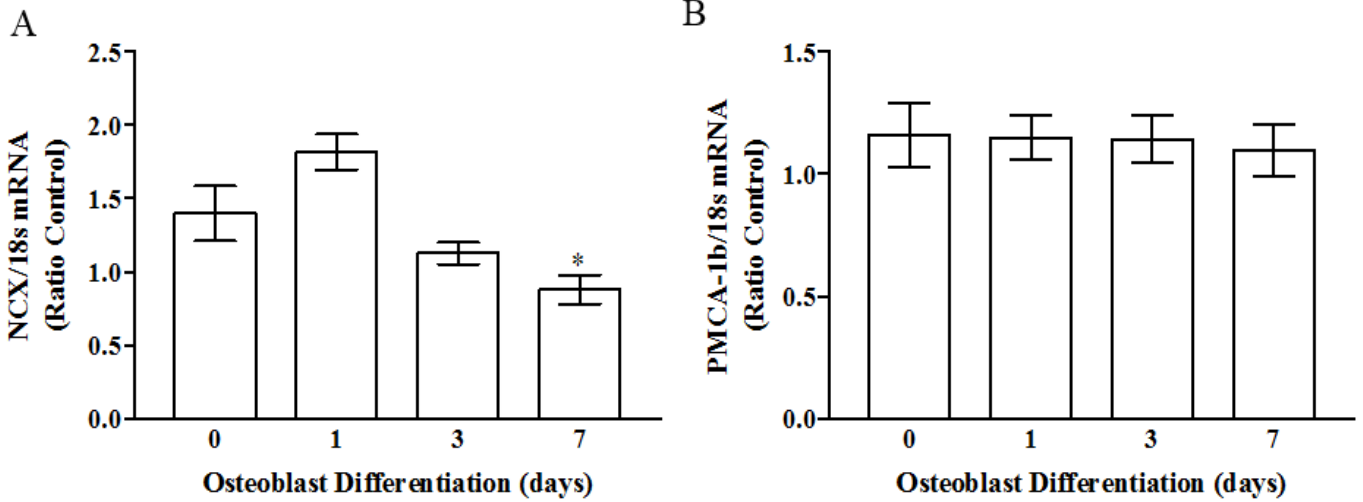 A
NCX/18s mRNA
(Ratio Control)
2.5
2.0
1.5
1.0
0.5
0.0
*
0 1 3 7
Osteoblast Differentiation (days)
B
PMCA-1b/18s mRNA
(Ratio Control)
1.5
1.0
0.5
0.0
0 1 3 7
Osteoblast Differentiation (days)